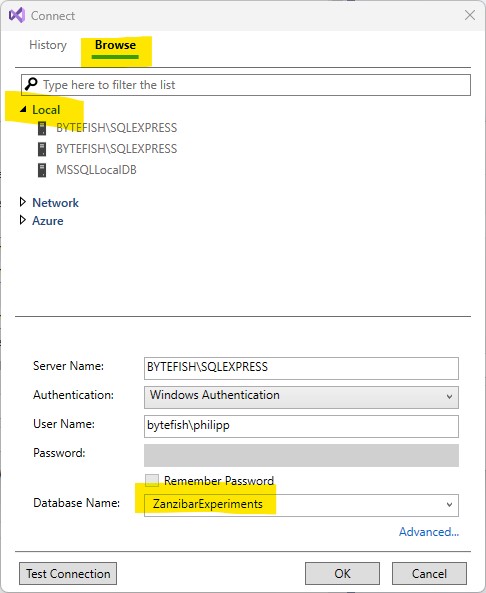 Connect
History Browse
Type here to filter the list
Local
BYTEFISH\SQLEXPRESS
BYTEFISH\SQLEXPRESS
MSSQLLocalDB
Network
Azure
Server Name: BYTEFISH\SQLEXPRESS
Authentication: Windows Authentication
User Name: bytefish\philipp
Password:
Remember Password
Database Name: ZanzibarExperiments
Advanced...
Test Connection OK Cancel